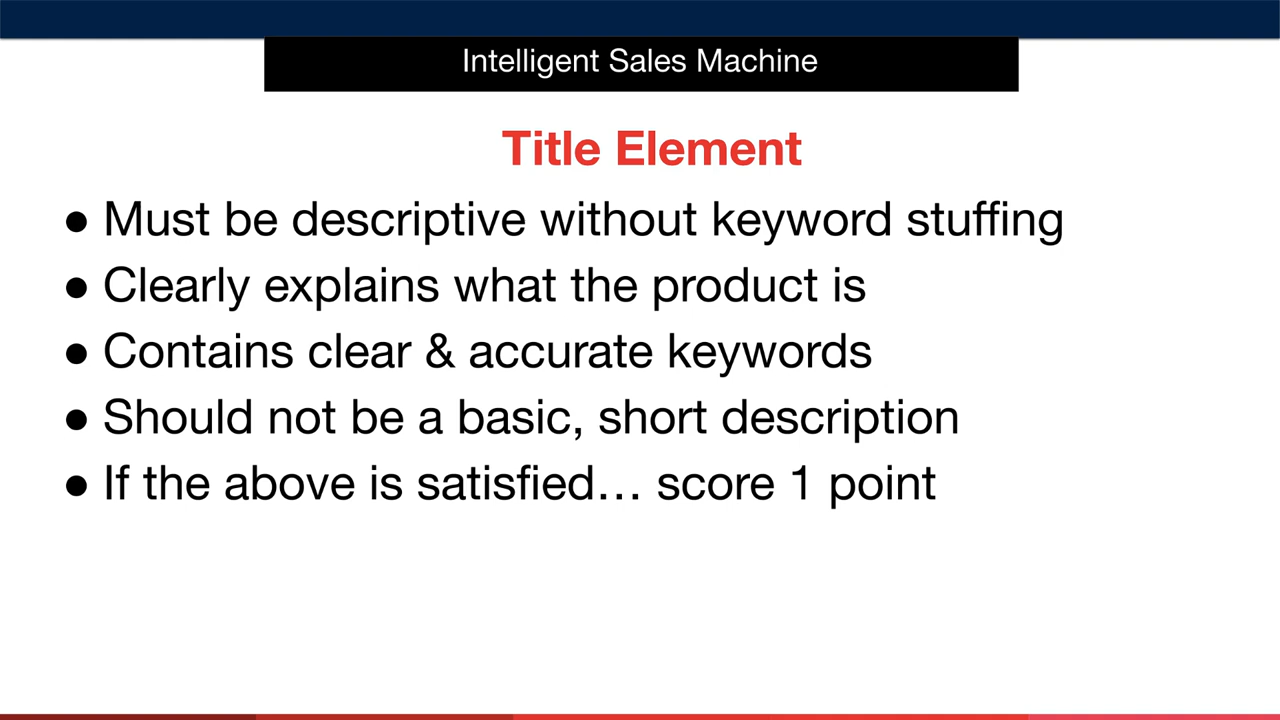 Intelligent Sales Machine
Title Element
● Must be descriptive without keyword stuffing
● Clearly explains what the product is
● Contains clear & accurate keywords
● Should not be a basic, short description
● If the above is satisfied… score 1 point